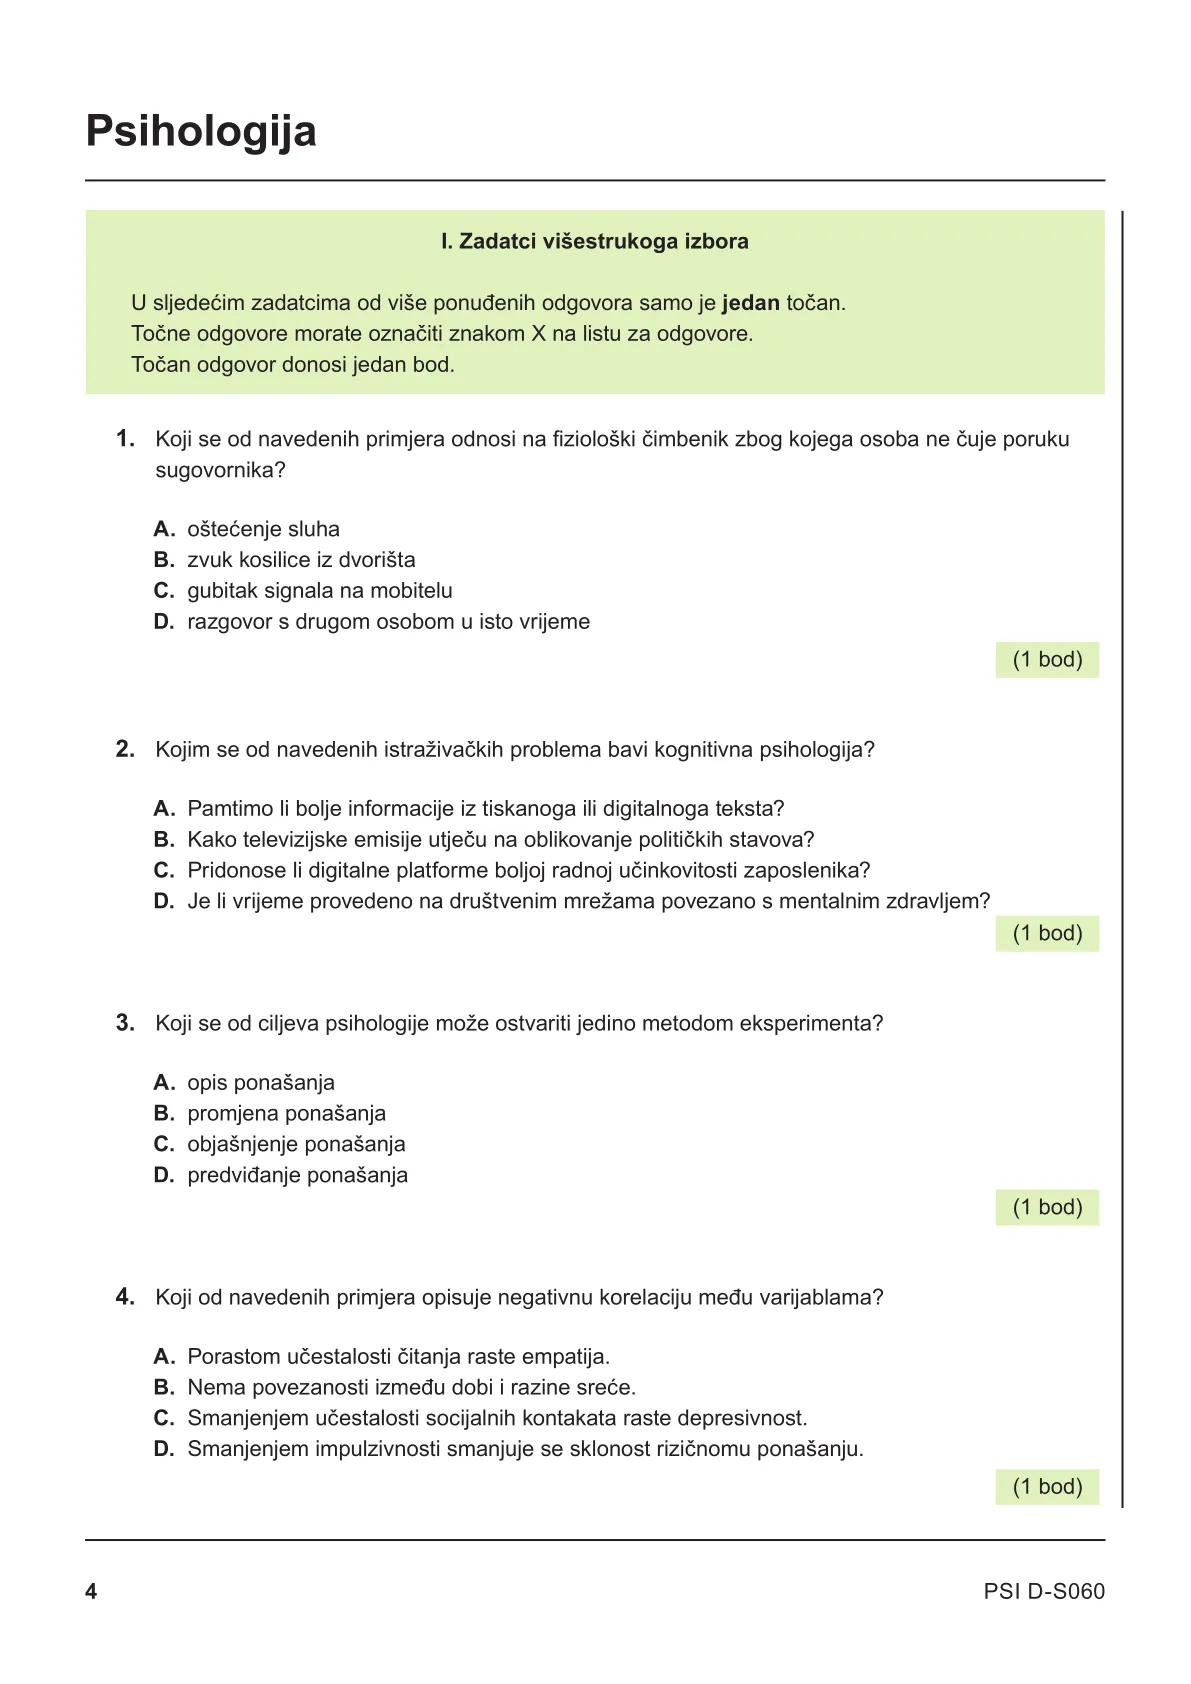 Psihologija
I. Zadatci višestrukoga izbora
U sljedećim zadatcima od više ponuđenih odgovora samo je jedan točan.
Točne odgovore morate označiti znakom X na listu za odgovore.
Točan odgovor donosi jedan bod.
1. Koji se od navedenih primjera odnosi na fiziološki čimbenik zbog kojega osoba ne čuje poruku
sugovornika?
A. oštećenje sluha
B. zvuk kosilice iz dvorišta
C. gubitak signala na mobitelu
D. razgovor s drugom osobom u isto vrijeme
(1 bod)
2. Kojim se od navedenih istraživačkih problema bavi kognitivna psihologija?
A. Pamtimo li bolje informacije iz tiskanoga ili digitalnoga teksta?
B. Kako televizijske emisije utječu na oblikovanje političkih stavova?
C. Pridonose li digitalne platforme boljoj radnoj učinkovitosti zaposlenika?
D. Je li vrijeme provedeno na društvenim mrežama povezano s mentalnim zdravljem?
(1 bod)
3. Koji se od ciljeva psihologije može ostvariti jedino metodom eksperimenta?
A. opis ponašanja
B. promjena ponašanja
C. objašnjenje ponašanja
D. predviđanje ponašanja
(1 bod)
4. Koji od navedenih primjera opisuje negativnu korelaciju među varijablama?
A. Porastom učestalosti čitanja raste empatija.
B. Nema povezanosti između dobi i razine sreće.
C. Smanjenjem učestalosti socijalnih kontakata raste depresivnost.
D. Smanjenjem impulzivnosti smanjuje se sklonost rizičnomu ponašanju.
(1 bod)
4
PSI D-S060